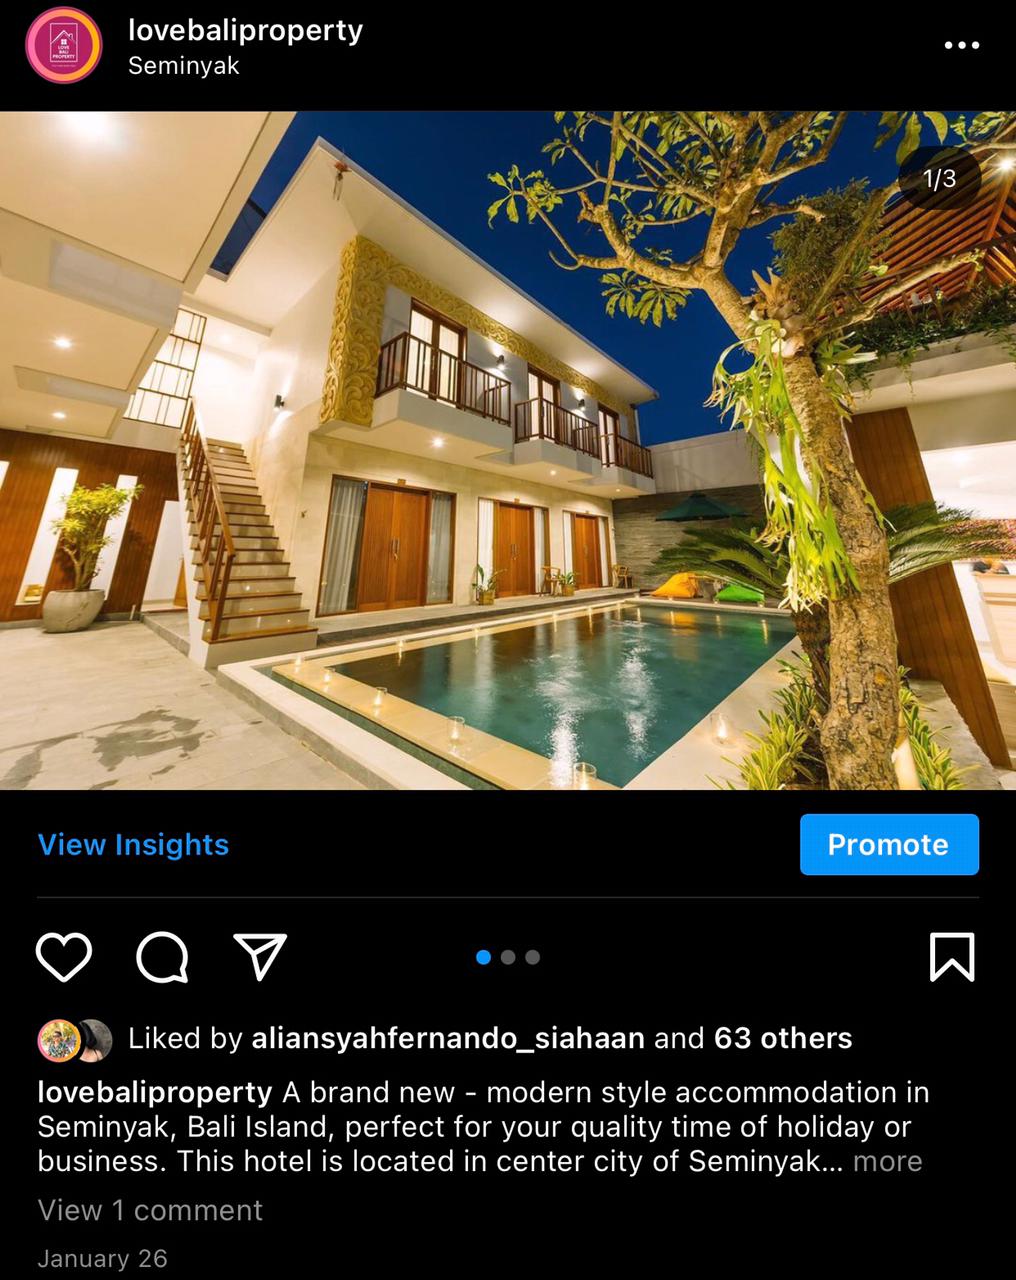 lovebaliproperty
Seminyak
LOVE
BALI
PROPERTY
1/3
View Insights
Promote
Liked by aliansyahfernando_siahaan and 63 others
lovebaliproperty A brand new - modern style accommodation in
Seminyak, Bali Island, perfect for your quality time of holiday or
business. This hotel is located in center city of Seminyak... more
View 1 comment
January 26